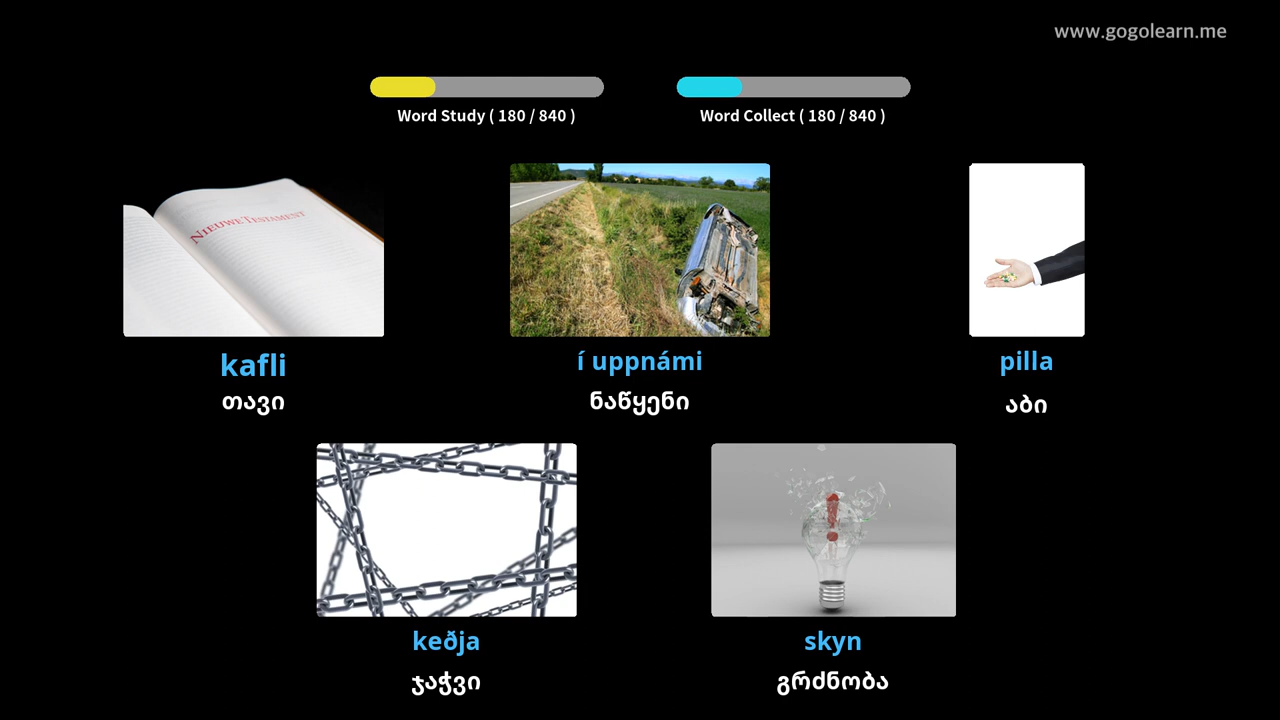 www.gogolearn.me
Word Study ( 180 / 840 )
Word Collect ( 180 / 840 )
NIEUWE TESTAMENT
kafli
თავი
í uppnámi
ნაწყენი
pilla
აბი
keðja
ჯაჭვი
skyn
გრძნობა